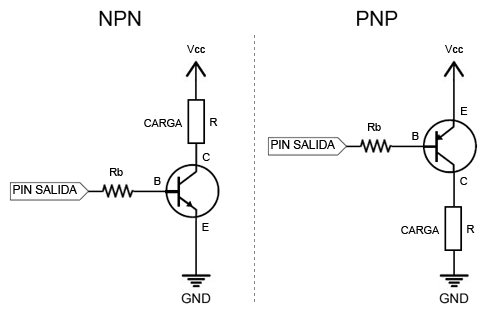 NPN
Vcc
CARGA
R
C
Rb
B
PIN SALIDA
E
GND
PNP
Vcc
E
Rb
B
PIN SALIDA
C
CARGA
R
GND